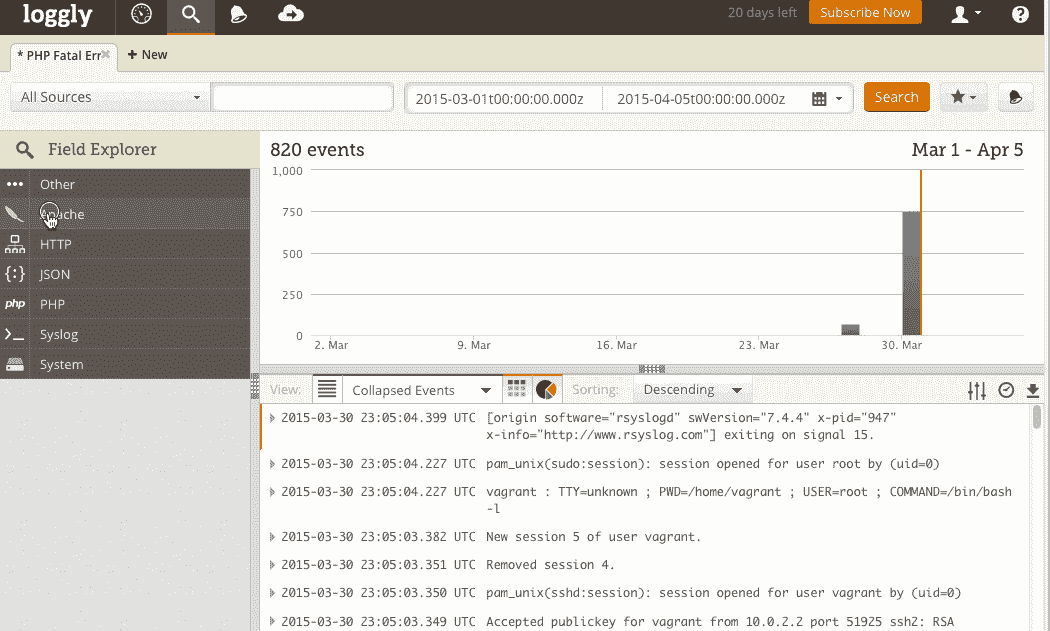 loggly
20 days left
Subscribe Now
* PHP Fatal Err
+ New
All Sources
2015-03-01t00:00:00.000z
2015-04-05t00:00:00.000z
Search
Field Explorer
Other
Apache
HTTP
{:} JSON
php PHP
Syslog
System
820 events
Mar 1 - Apr 5
1,000
750
500
250
0
2. Mar
9. Mar
16. Mar
23. Mar
30. Mar
View:
Collapsed Events
Sorting:
Descending
2015-03-30 23:05:04.399 UTC [origin software="rsyslogd" swVersion="7.4.4" x-pid="947"
x-info="http://www.rsyslog.com"] exiting on signal 15.
2015-03-30 23:05:04.227 UTC pam_unix(sudo:session): session opened for user root by (uid=0)
2015-03-30 23:05:04.227 UTC vagrant : TTY=unknown ; PWD=/home/vagrant ; USER=root ; COMMAND=/bin/bash
-l
2015-03-30 23:05:03.382 UTC New session 5 of user vagrant.
2015-03-30 23:05:03.351 UTC Removed session 4.
2015-03-30 23:05:03.350 UTC pam_unix(sshd:session): session opened for user vagrant by (uid=0)
2015-03-30 23:05:03.349 UTC Accepted publickey for vagrant from 10.0.2.2 port 51925 ssh2: RSA